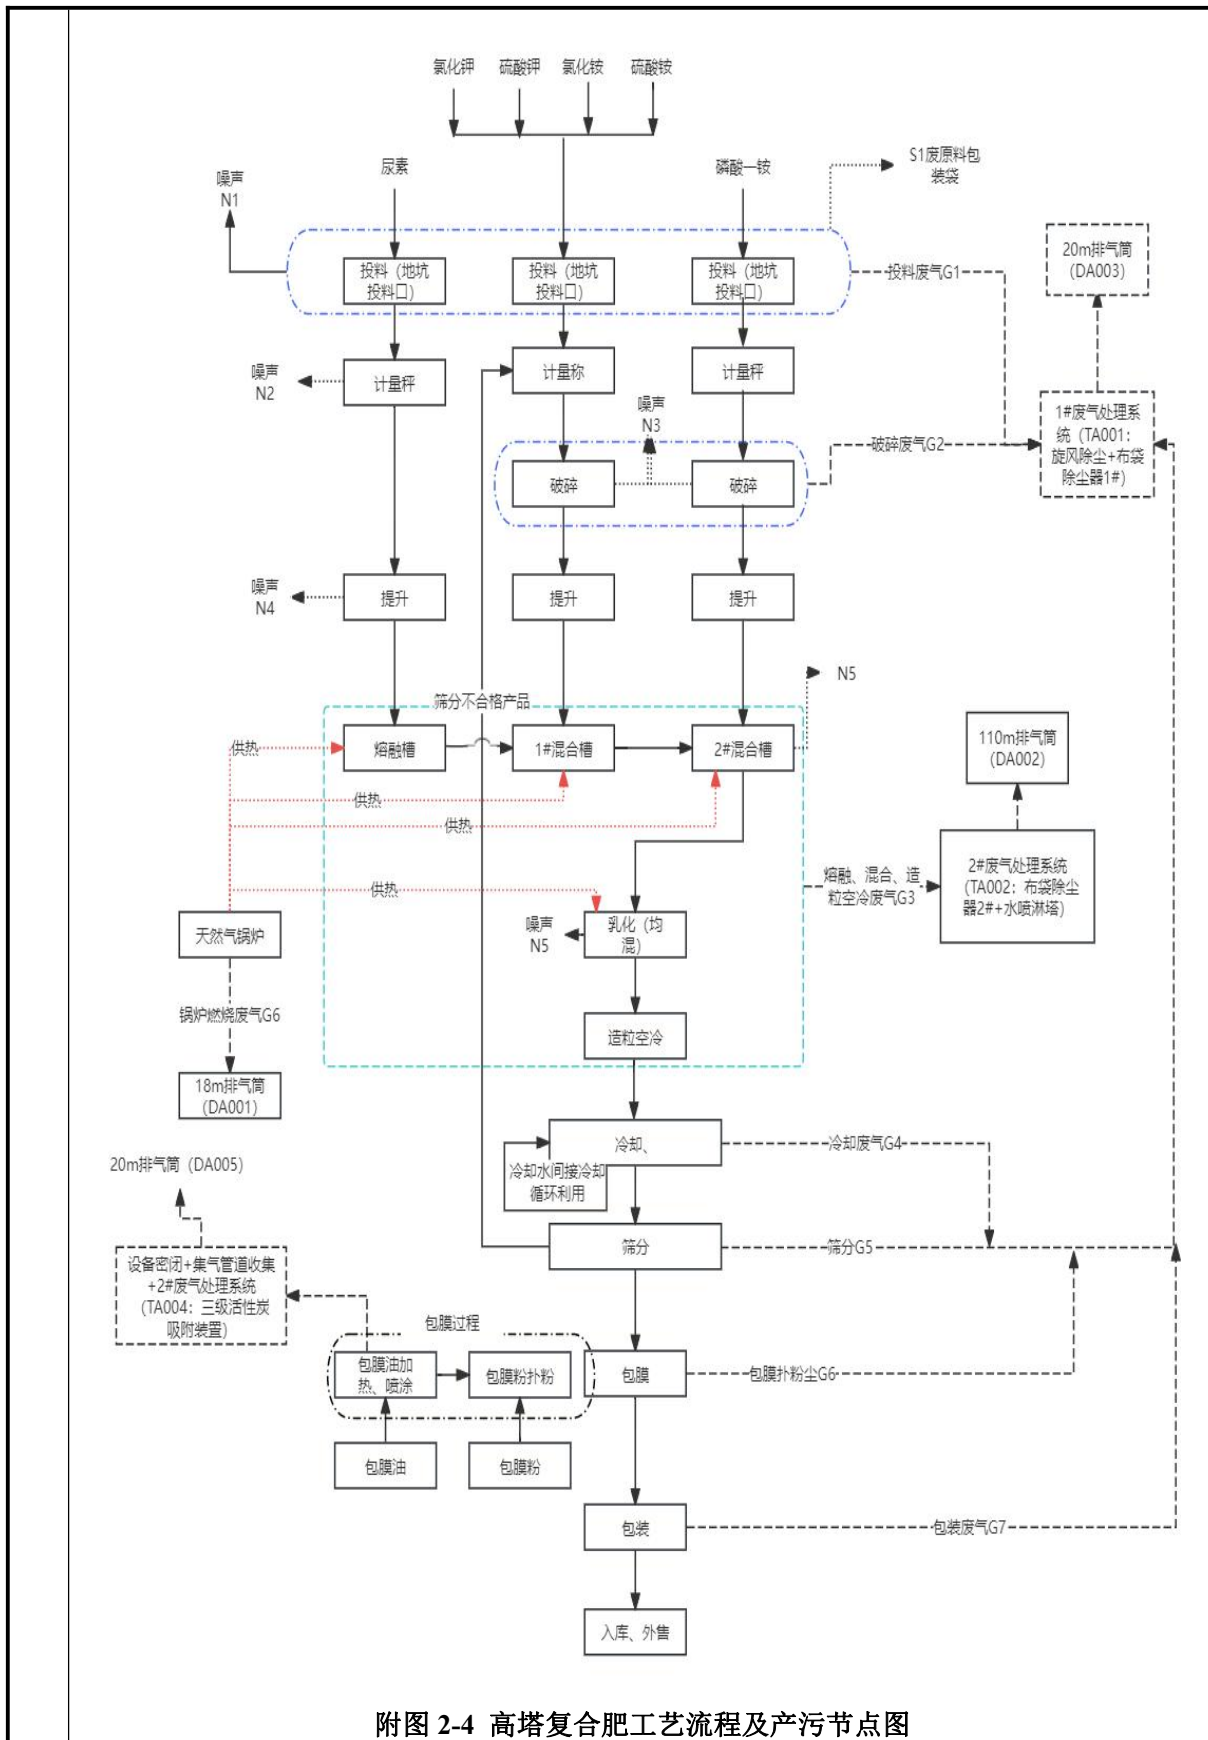 氯化钾 硫酸钾 氯化铵 硫酸铵
尿素
磷酸一铵
S1废原料包
装袋
噪声
N1
投料（地坑
投料口）
投料（地坑
投料口）
投料（地坑
投料口）
投料废气G1
20m排气筒
（DA003）
噪声
N2
计量秤
计量称
计量秤
噪声
N3
破碎
破碎
破碎废气G2
1#废气处理系
统（TA001：
旋风除尘+布袋
除尘器1#）
噪声
N4
提升
提升
提升
N5
筛分不合格产品
供热
熔融槽
1#混合槽
2#混合槽
供热
供热
110m排气筒
（DA002）
熔融、混合、造
粒空冷废气G3
2#废气处理系统
（TA002：布袋除尘
器2#+水喷淋塔）
供热
天然气锅炉
噪声
N5
乳化（均
混）
锅炉燃烧废气G6
造粒空冷
18m排气筒
（DA001）
冷却、
冷却废气G4
20m排气筒（DA005）
冷却水间接冷却
循环利用
筛分
筛分G5
设备密闭+集气管道收集
+2#废气处理系统
（TA004：三级活性炭
吸附装置）
包膜过程
包膜油加
热、喷涂
包膜粉扑粉
包膜
包膜扑粉尘G6
包膜油
包膜粉
包装
包装废气G7
入库、外售
附图 2-4 高塔复合肥工艺流程及产污节点图